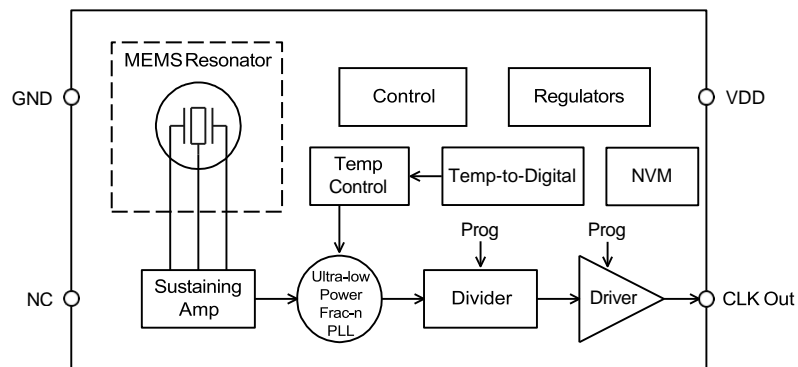 MEMS Resonator
GND
Control
Regulators
VDD
Temp
Control
Temp-to-Digital
NVM
Prog
Prog
NC
Sustaining
Amp
Ultra-low
Power
Frac-n
PLL
Divider
Driver
CLK Out